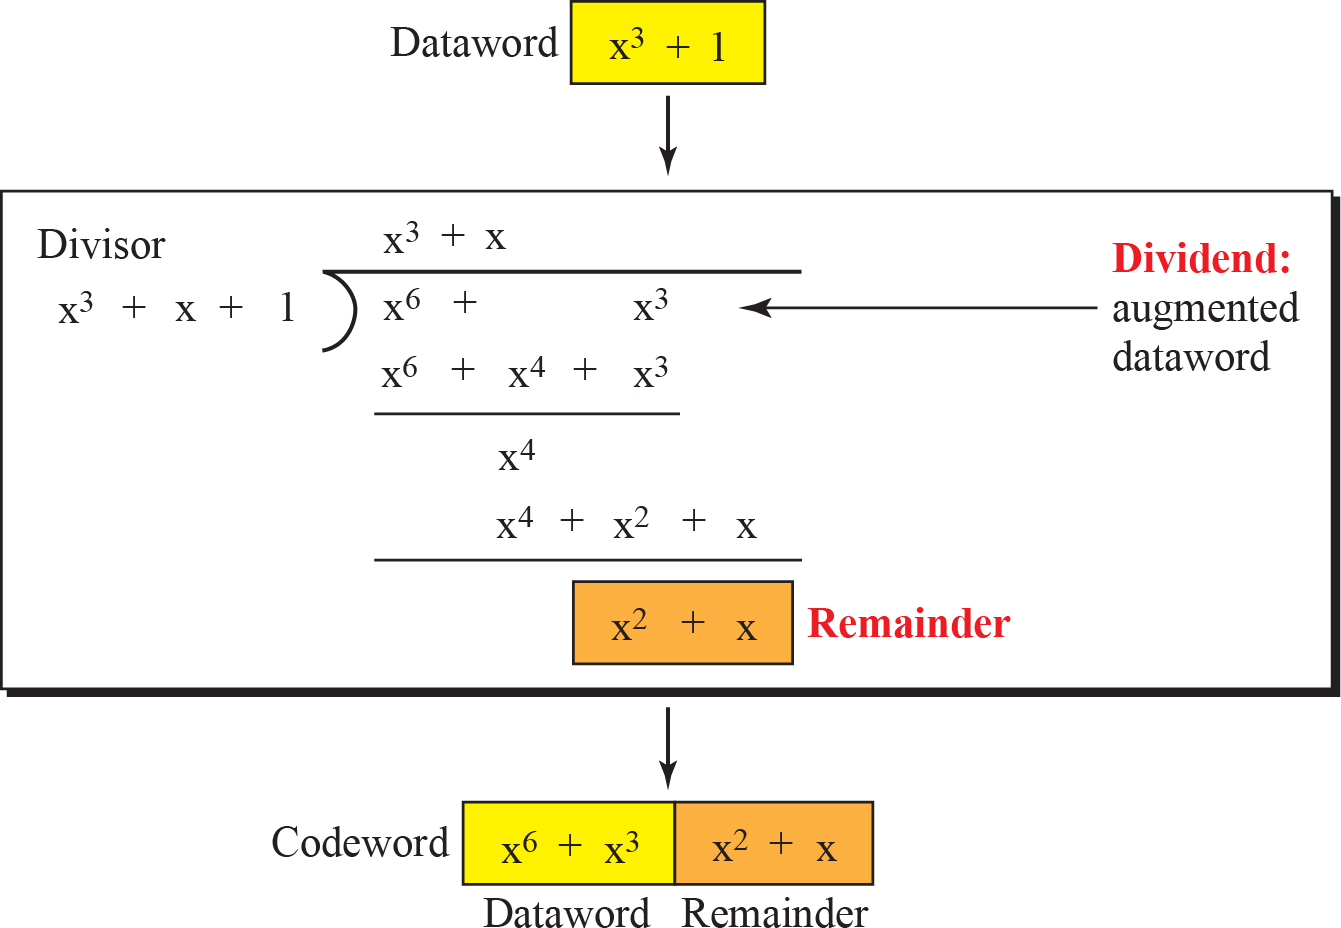 Dataword x³ + 1
Divisor
x³ + x
x³ + x + 1
x⁶ + x³
Dividend:
augmented
dataword
x⁶ + x⁴ + x³
x⁴
x⁴ + x² + x
x² + x Remainder
Codeword x⁶ + x³ x² + x
Dataword Remainder